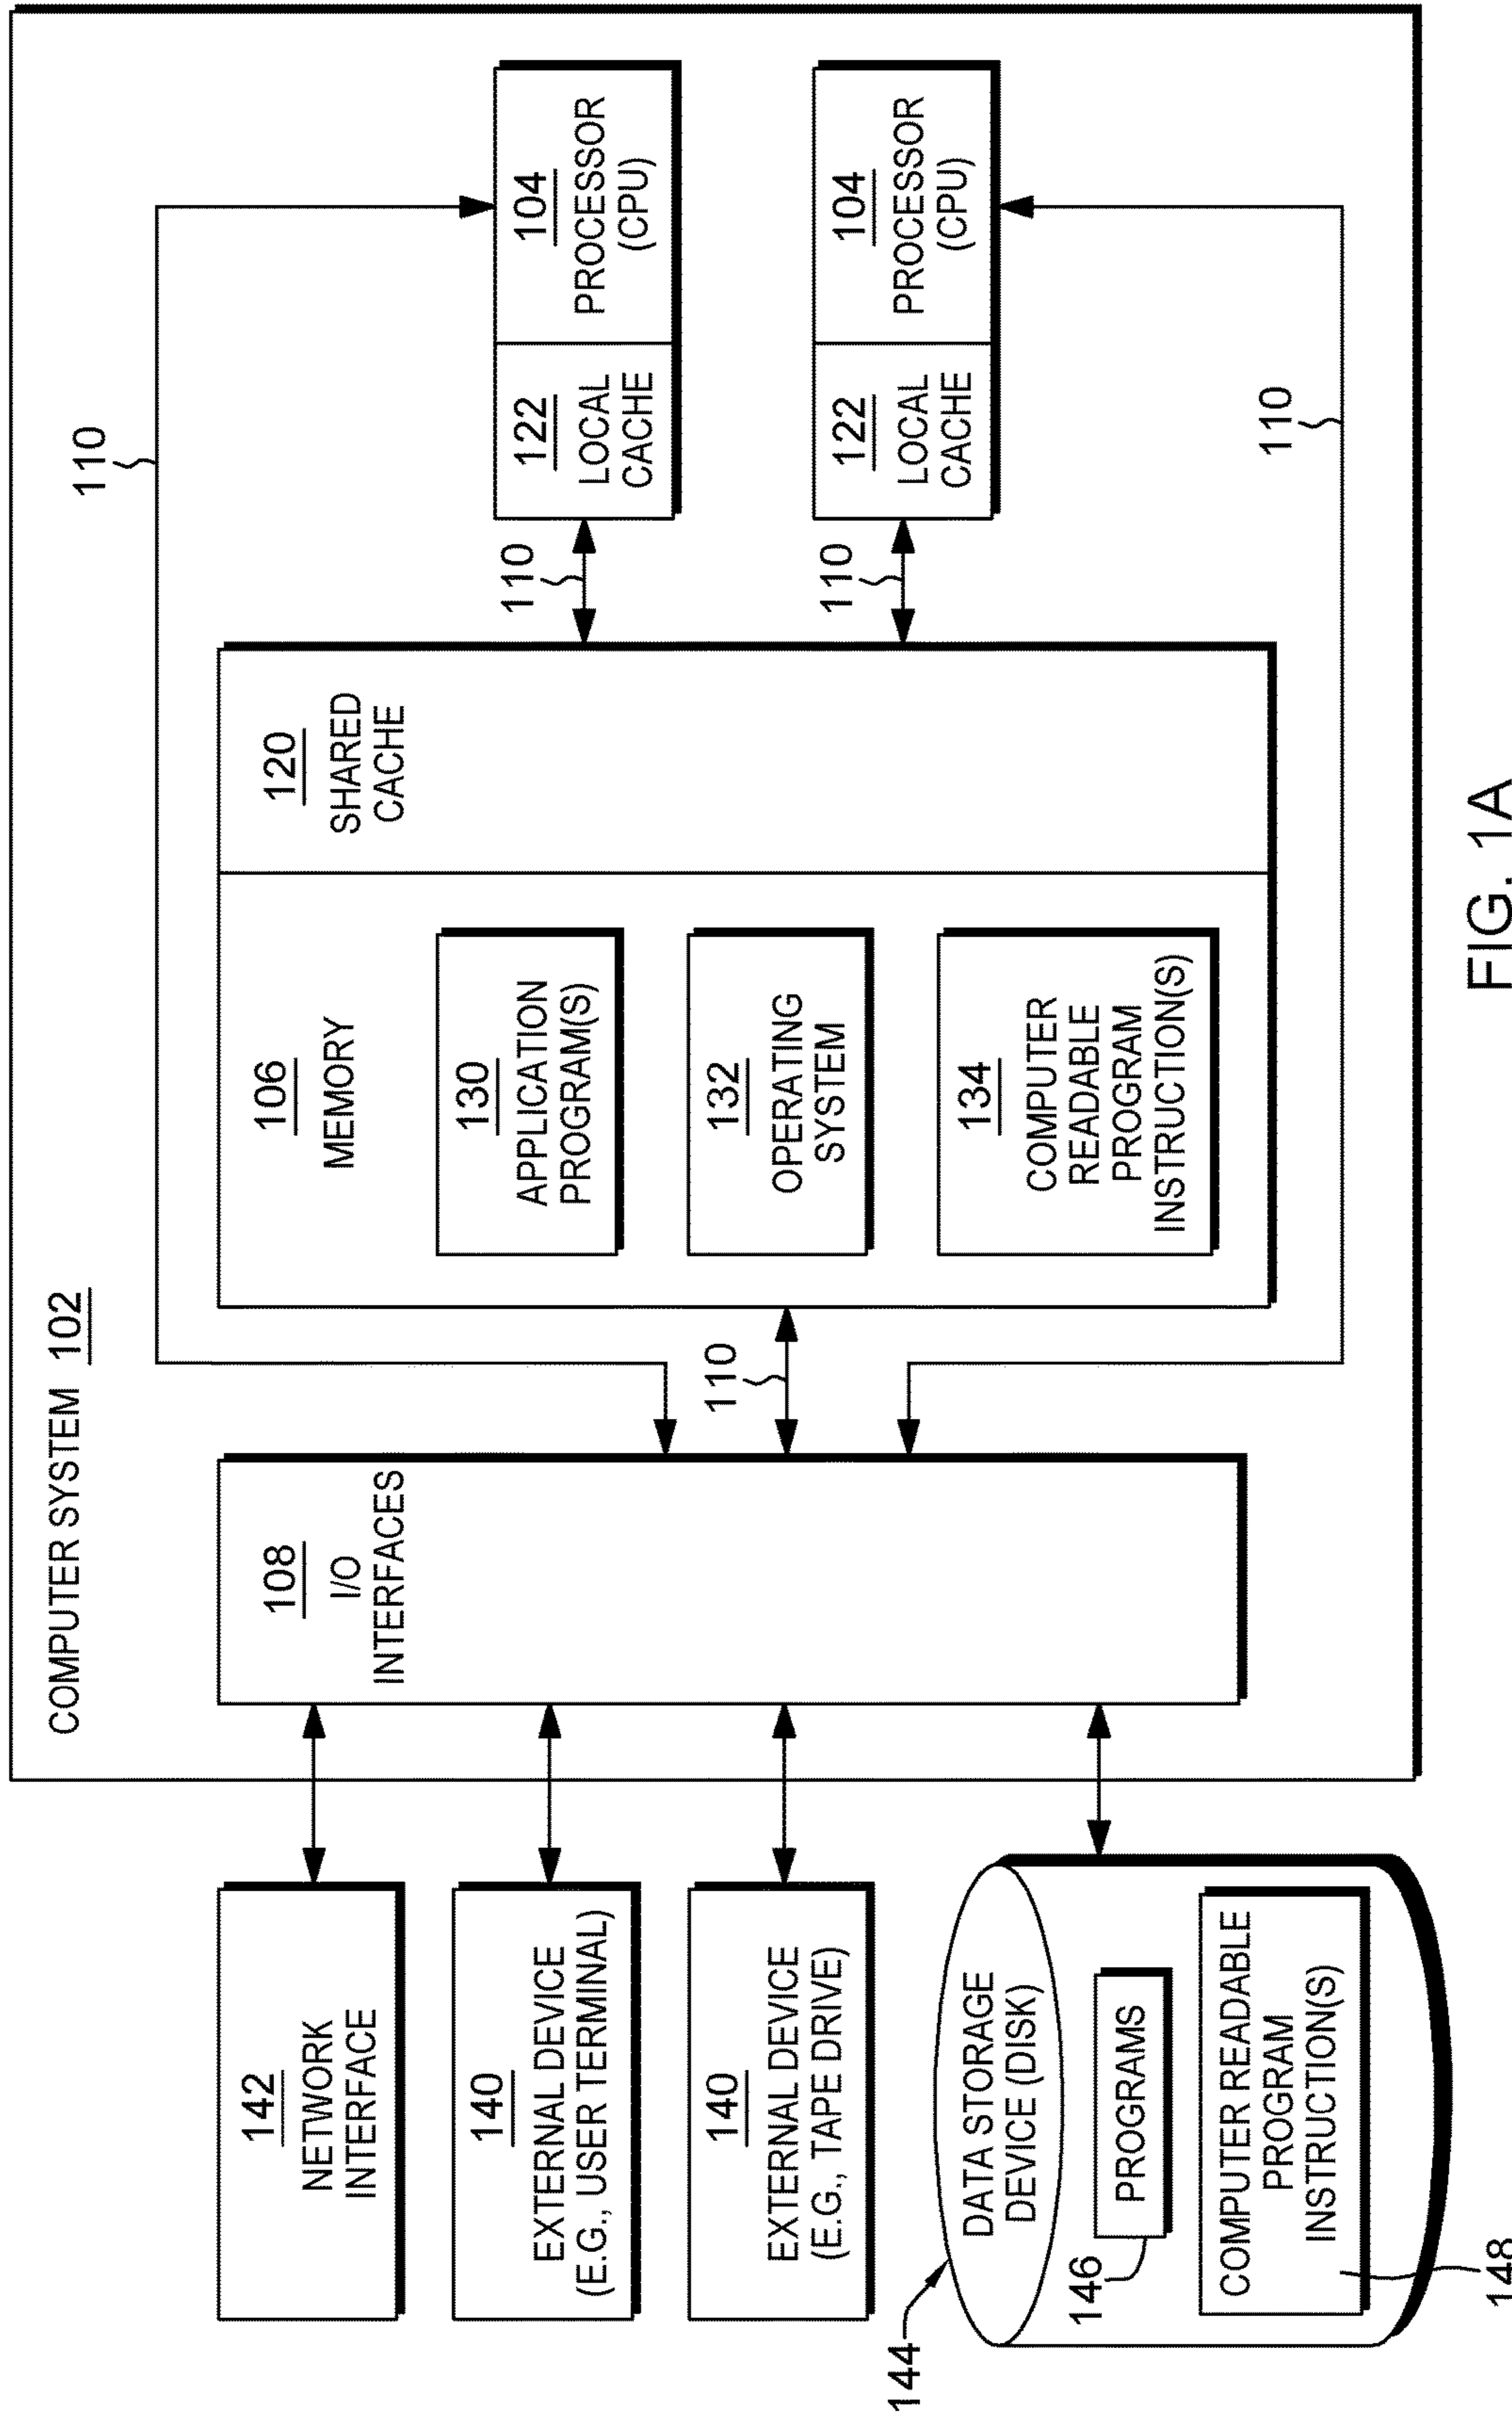 COMPUTER SYSTEM 102
142
NETWORK
INTERFACE
140
EXTERNAL DEVICE
(E.G., USER TERMINAL)
140
EXTERNAL DEVICE
(E.G., TAPE DRIVE)
144
DATA STORAGE
DEVICE (DISK)
146
PROGRAMS
COMPUTER READABLE
PROGRAM
INSTRUCTION(S)
148
108
I/O
INTERFACES
110
110
110
106
MEMORY
130
APPLICATION
PROGRAM(S)
132
OPERATING
SYSTEM
134
COMPUTER
READABLE
PROGRAM
INSTRUCTION(S)
120
SHARED
CACHE
110
110
122
LOCAL
CACHE
104
PROCESSOR
(CPU)
122
LOCAL
CACHE
104
PROCESSOR
(CPU)
FIG. 1A